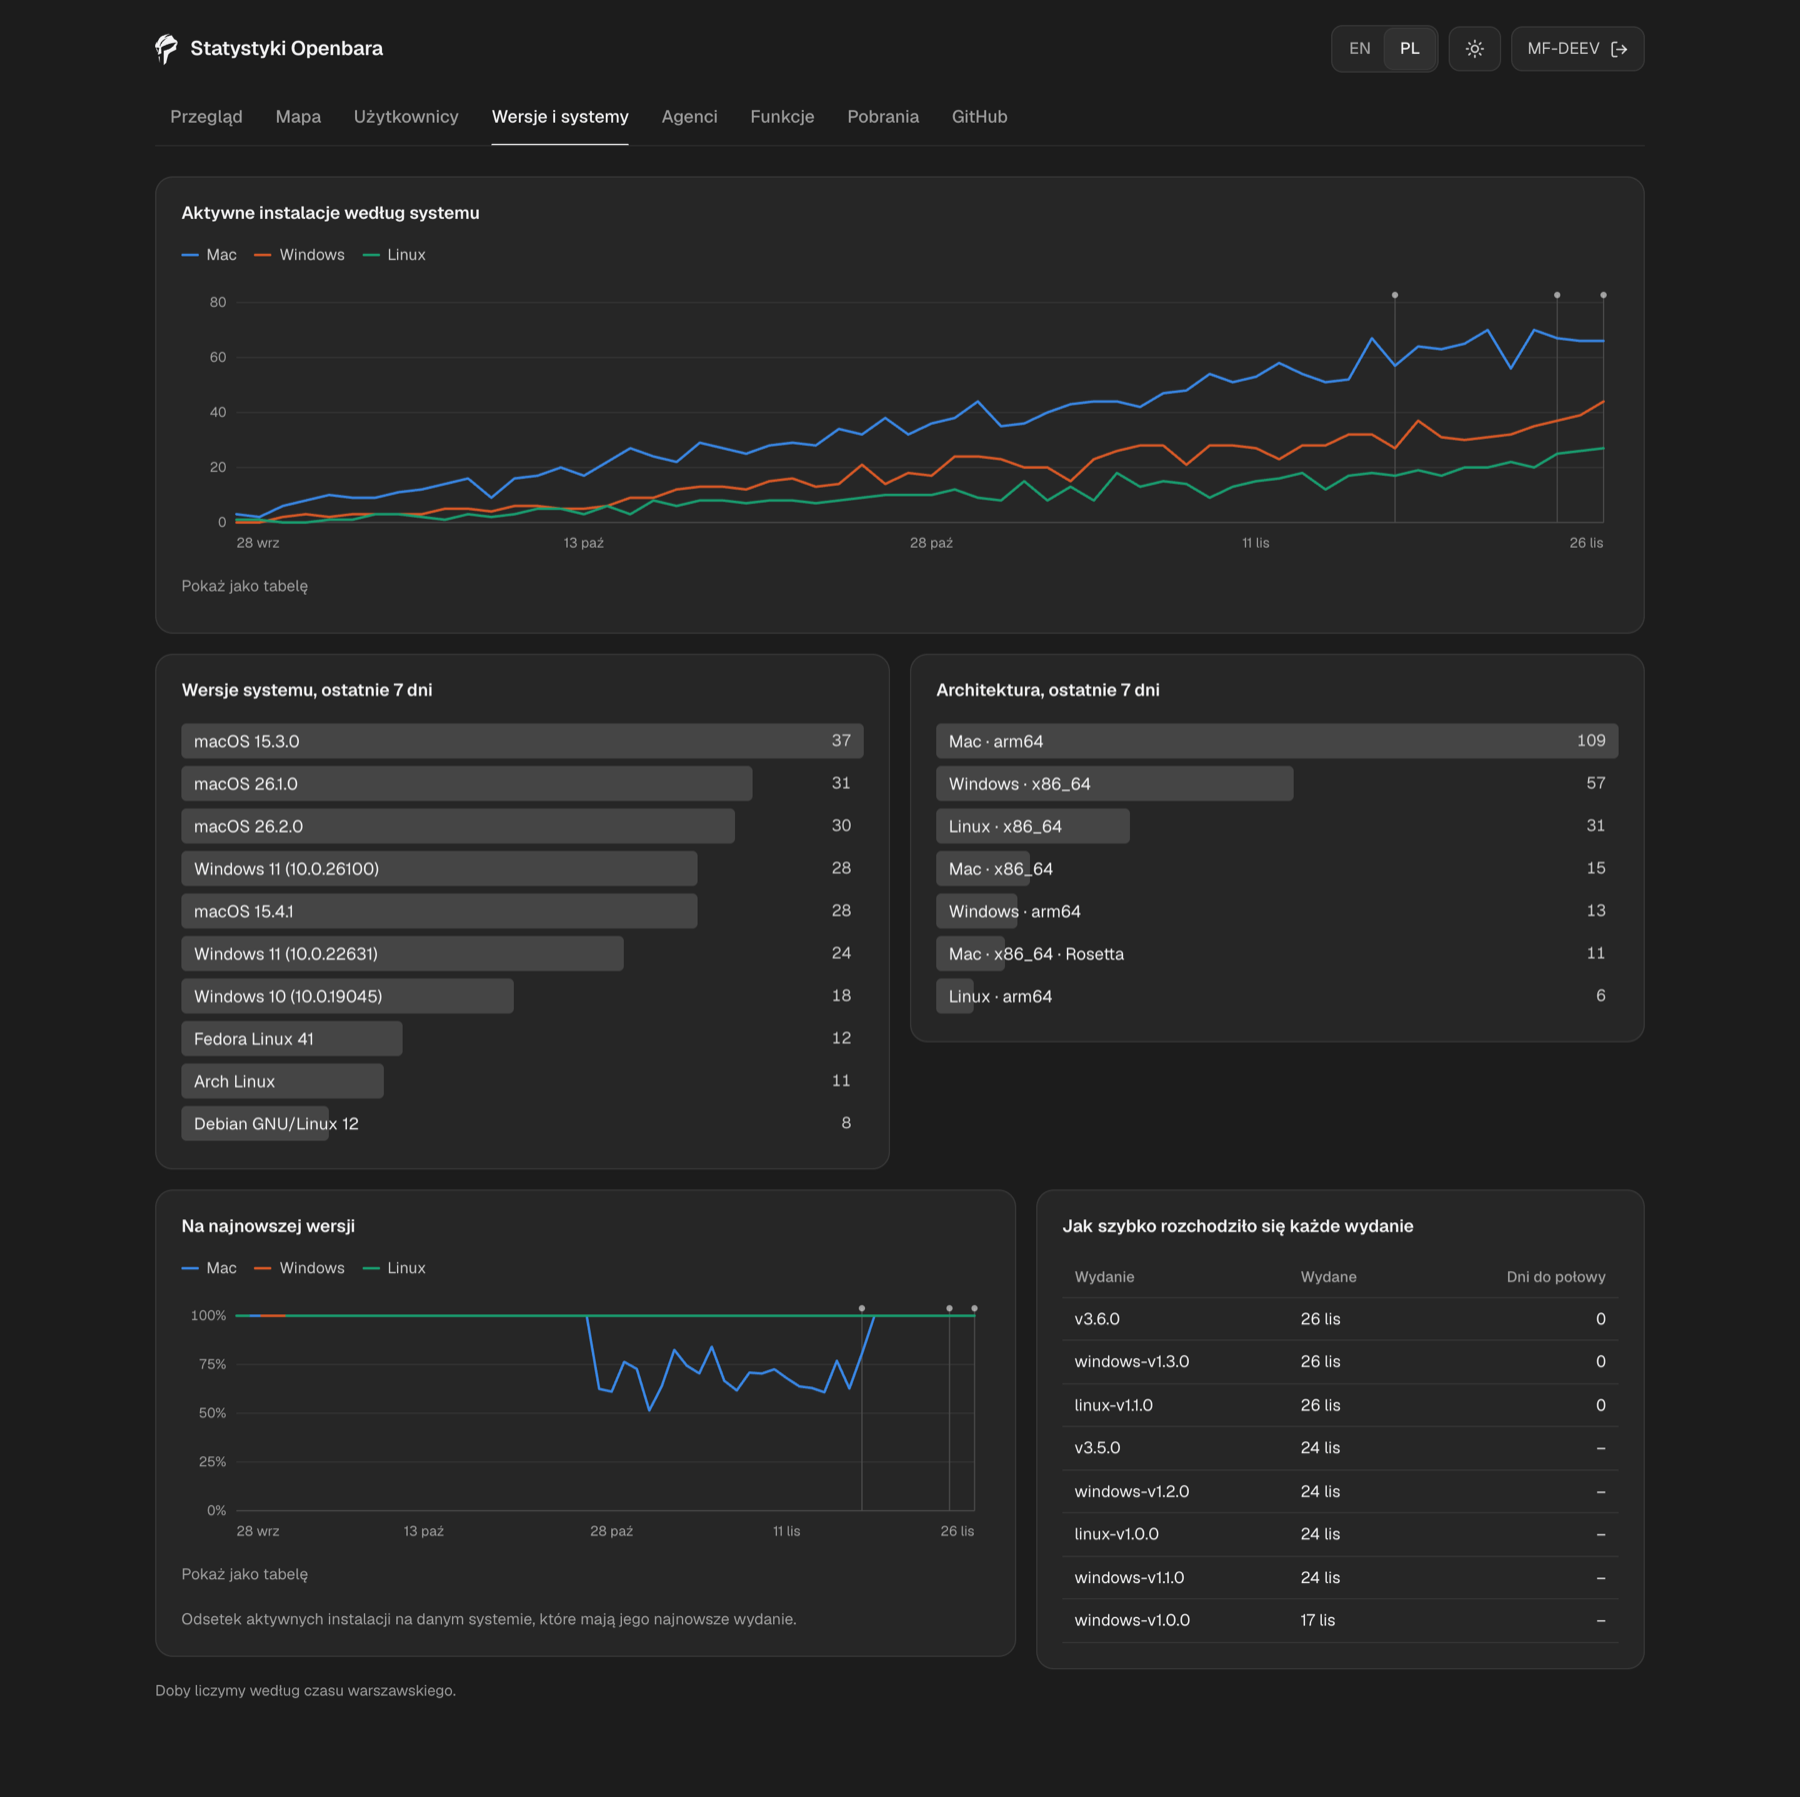 Statystyki Openbara
EN PL MF-DEEV
Przegląd Mapa Użytkownicy Wersje i systemy Agenci Funkcje Pobrania GitHub
Aktywne instalacje według systemu
Mac Windows Linux
80
60
40
20
0
28 wrz 13 paź 28 paź 11 lis 26 lis
Pokaż jako tabelę
Wersje systemu, ostatnie 7 dni
macOS 15.3.0 37
macOS 26.1.0 31
macOS 26.2.0 30
Windows 11 (10.0.26100) 28
macOS 15.4.1 28
Windows 11 (10.0.22631) 24
Windows 10 (10.0.19045) 18
Fedora Linux 41 12
Arch Linux 11
Debian GNU/Linux 12 8
Architektura, ostatnie 7 dni
Mac · arm64 109
Windows · x86_64 57
Linux · x86_64 31
Mac · x86_64 15
Windows · arm64 13
Mac · x86_64 · Rosetta 11
Linux · arm64 6
Na najnowszej wersji
Mac Windows Linux
100%
75%
50%
25%
0%
28 wrz 13 paź 28 paź 11 lis 26 lis
Pokaż jako tabelę
Odsetek aktywnych instalacji na danym systemie, które mają jego najnowsze wydanie.
Jak szybko rozchodziło się każde wydanie
Wydanie Wydane Dni do połowy
v3.6.0 26 lis 0
windows-v1.3.0 26 lis 0
linux-v1.1.0 26 lis 0
v3.5.0 24 lis –
windows-v1.2.0 24 lis –
linux-v1.0.0 24 lis –
windows-v1.1.0 24 lis –
windows-v1.0.0 17 lis –
Doby liczymy według czasu warszawskiego.